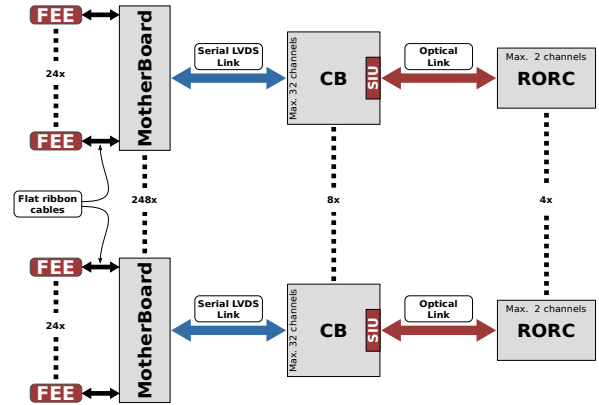 FEE
24x
FEE
MotherBoard
Serial LVDS
Link
Max. 32 channels
CB
SIU
Optical
Link
Max. 2 channels
RORC
Flat ribbon
cables
248x
8x
4x
FEE
24x
FEE
MotherBoard
Serial LVDS
Link
Max. 32 channels
CB
SIU
Optical
Link
Max. 2 channels
RORC